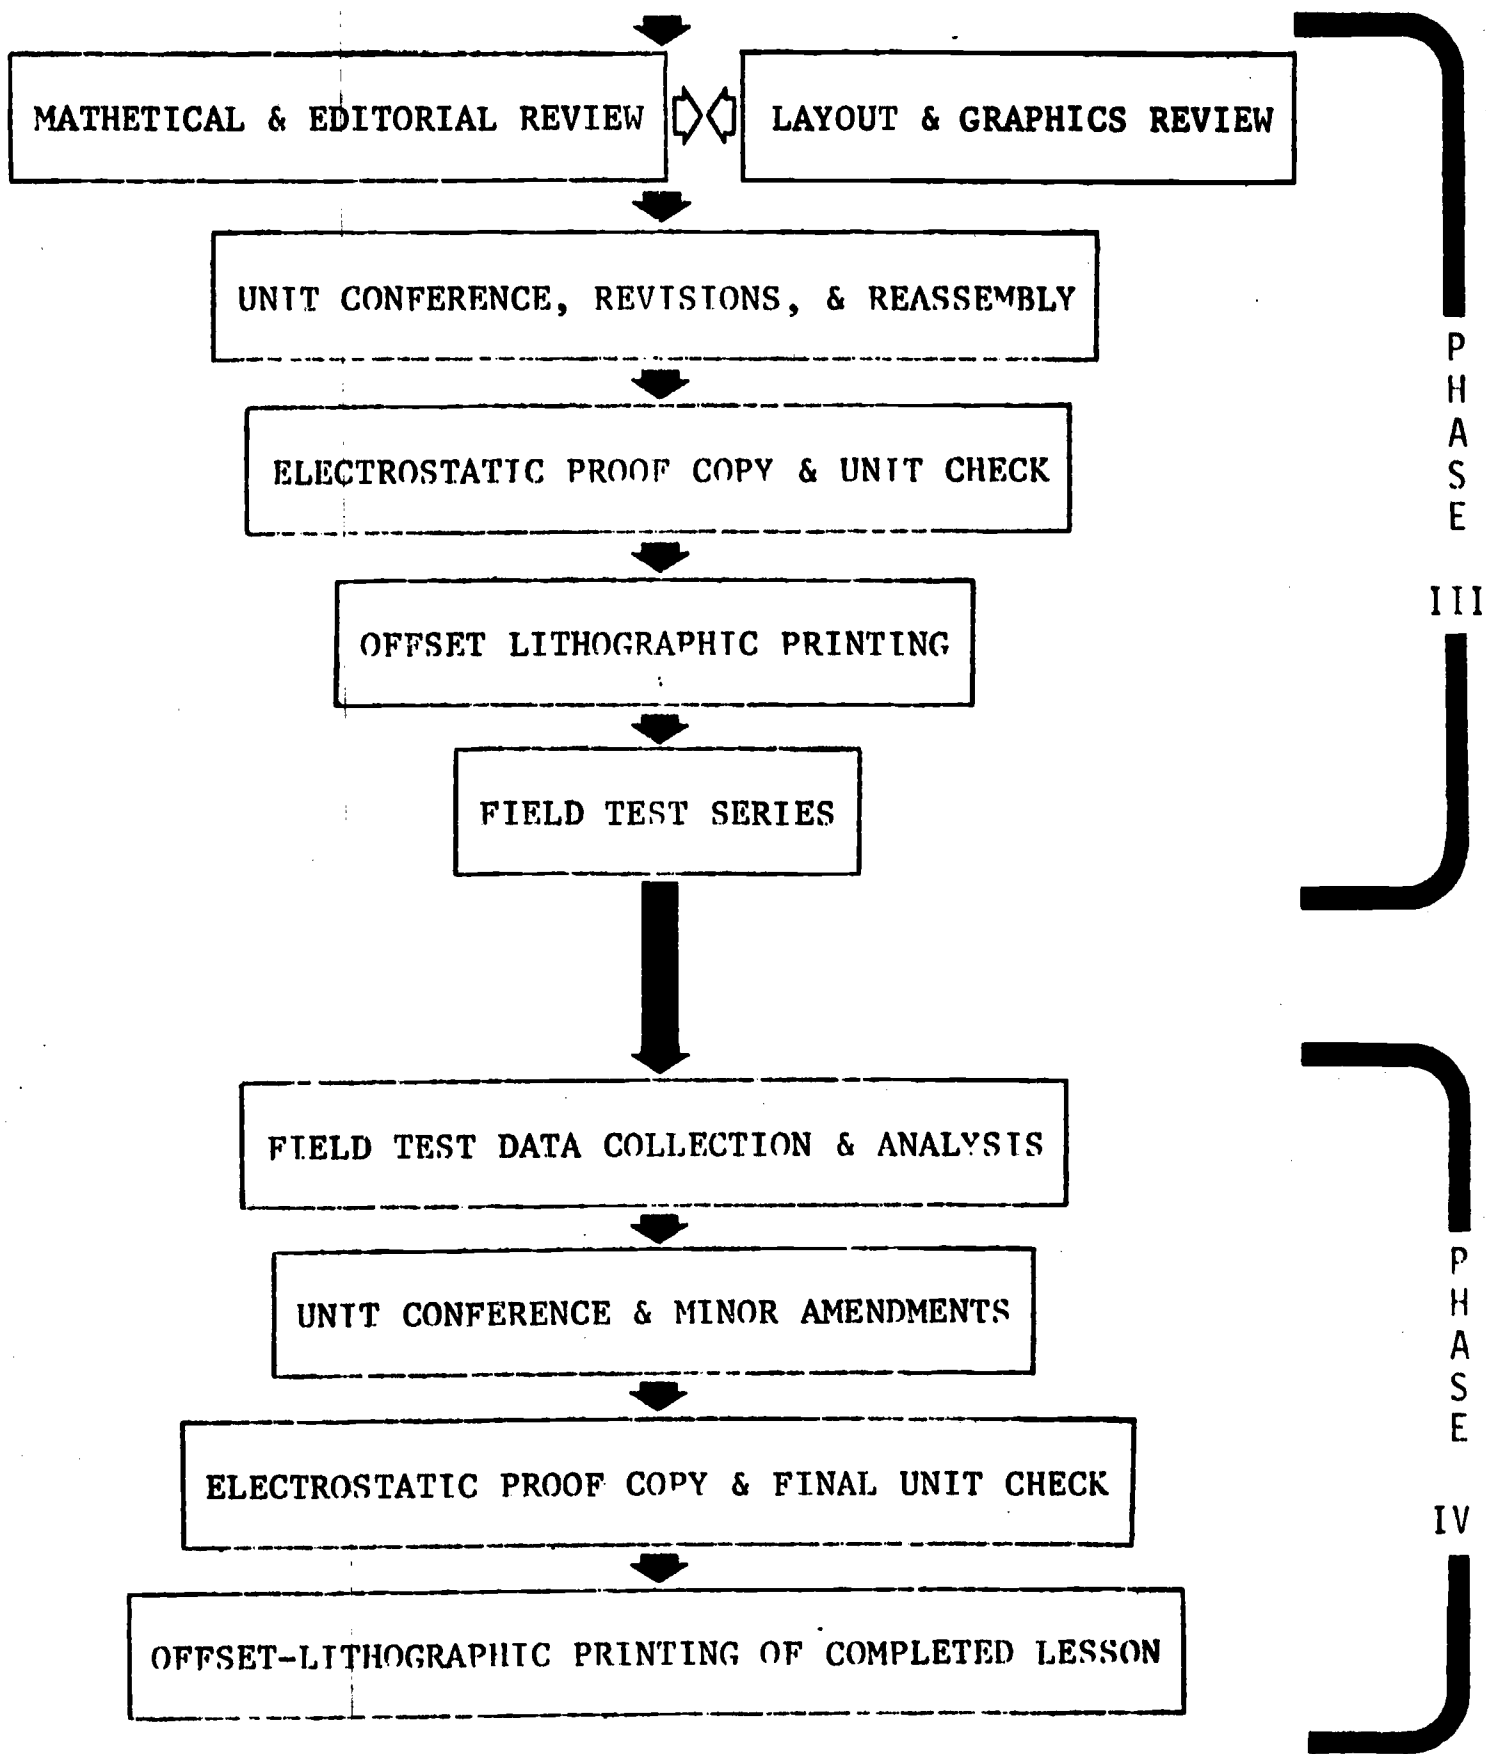 MATHETICAL & EDITORIAL REVIEW
LAYOUT & GRAPHICS REVIEW
UNIT CONFERENCE, REVISIONS, & REASSEMBLY
ELECTROSTATIC PROOF COPY & UNIT CHECK
OFFSET LITHOGRAPHIC PRINTING
FIELD TEST SERIES
PHASE III
FIELD TEST DATA COLLECTION & ANALYSIS
UNIT CONFERENCE & MINOR AMENDMENTS
ELECTROSTATIC PROOF COPY & FINAL UNIT CHECK
OFFSET-LITHOGRAPHIC PRINTING OF COMPLETED LESSON
PHASE IV